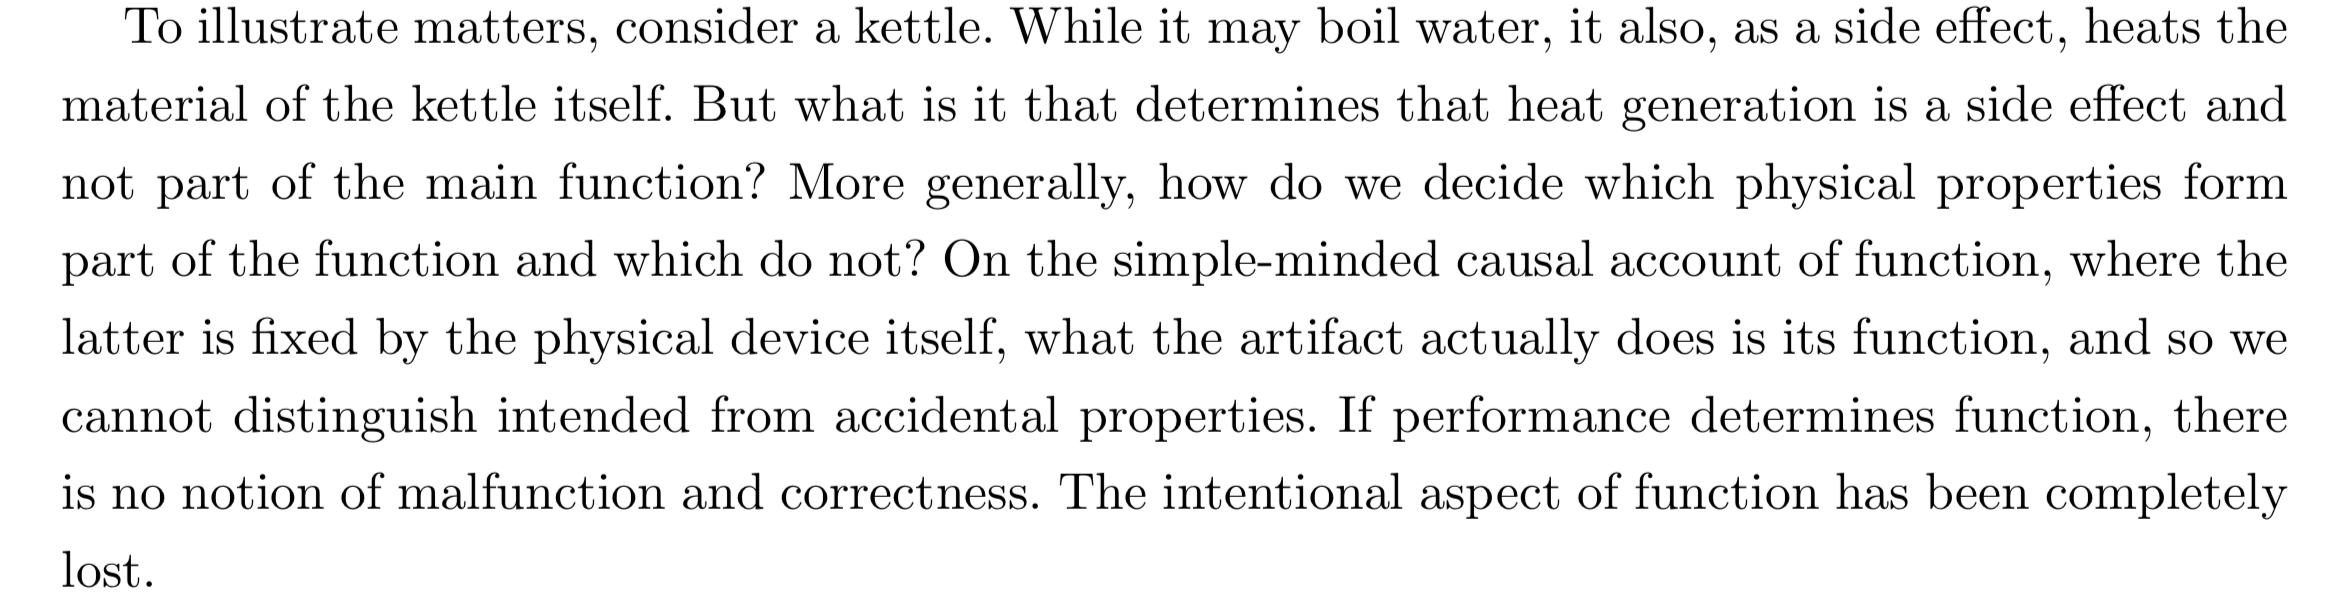 To illustrate matters, consider a kettle. While it may boil water, it also, as a side effect, heats the
material of the kettle itself. But what is it that determines that heat generation is a side effect and
not part of the main function? More generally, how do we decide which physical properties form
part of the function and which do not? On the simple-minded causal account of function, where the
latter is fixed by the physical device itself, what the artifact actually does is its function, and so we
cannot distinguish intended from accidental properties. If performance determines function, there
is no notion of malfunction and correctness. The intentional aspect of function has been completely
lost.